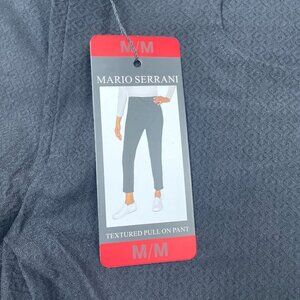 M/M
MARIO SERRANI
TEXTURED PULL ON PANT
M/M